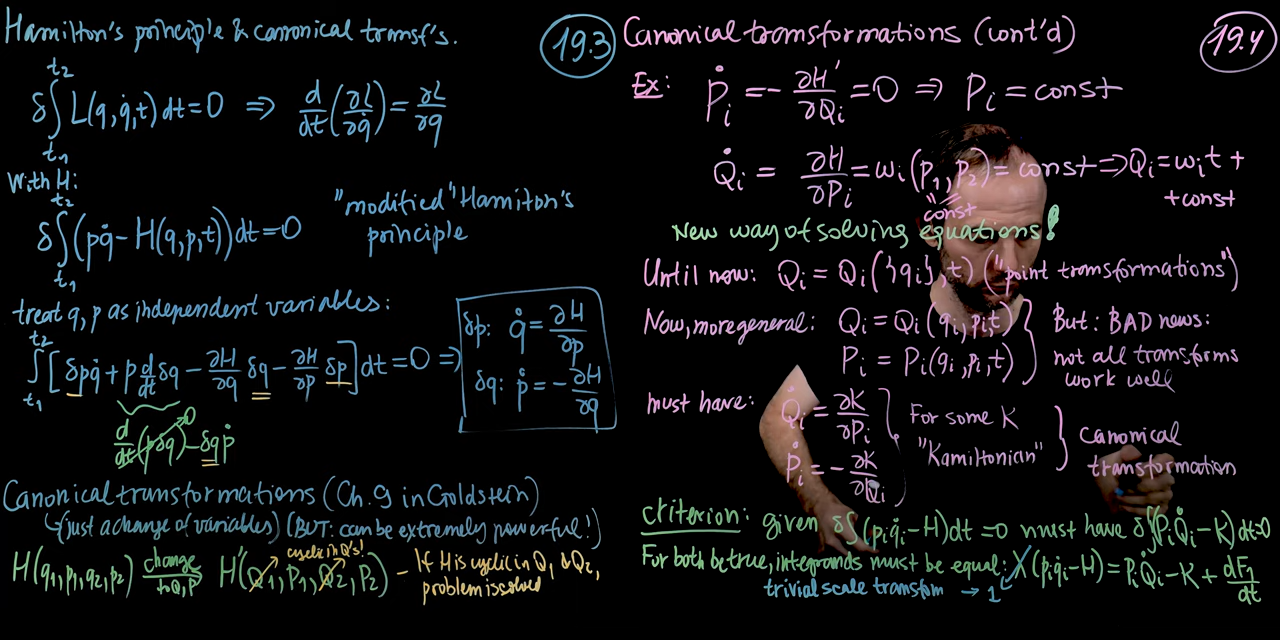 Hamilton's principle & canonical transf's.
19.3
t₂
δ∫L(q,q̇,t)dt=0 ⇒ d/dt(∂L/∂q̇)=∂L/∂q
t₁
With H:
t₂
δ∫(pq̇-H(q,p,t))dt=0
t₁
"modified" Hamilton's
principle
treat q,p as independent variables:
t₂
∫[δpq̇+p d/dt δq - ∂H/∂q δq - ∂H/∂p δp]dt=0 ⇒
t₁
δp: q̇=∂H/∂p
δq: ṗ=-∂H/∂q
d/dt(pδq)-δqṗ
0
Canonical transformations (Ch.9 in Goldstein)
(just a change of variables) (BUT: can be extremely powerful!)
cyclic in Q's!
H(q₁,p₁,q₂,p₂) change to Q,P H'(Q₁,P₁,Q₂,P₂) - If H is cyclic in Q₁ & Q₂,
problem is solved
Canonical transformations (cont'd)
19.4
Ex: Ṗi=-∂H'/∂Qi=0 ⇒ Pi=const
Q̇i = ∂H/∂Pi=ωi(P₁,P₂)=const⇒Qi=ωit+
+const
" "
const
New way of solving equations!
Until now: Qi=Qi({qi},t) ("point transformations")
Now, more general: Qi=Qi(qi,pi,t)
Pi=Pi(qi,pi,t)
But: BAD news:
not all transforms
work well
must have: Q̇i=∂K/∂Pi
Ṗi=-∂K/∂Qi
For some K
"Kamiltonian"
canonical
transformation
criterion: given δ∫(piq̇i-H)dt=0 must have δ∫(PiQ̇i-K)dt=0
For both be true, integrands must be equal: λ(piq̇i-H)=PiQ̇i-K+dF₁/dt
trivial scale transfom → 1